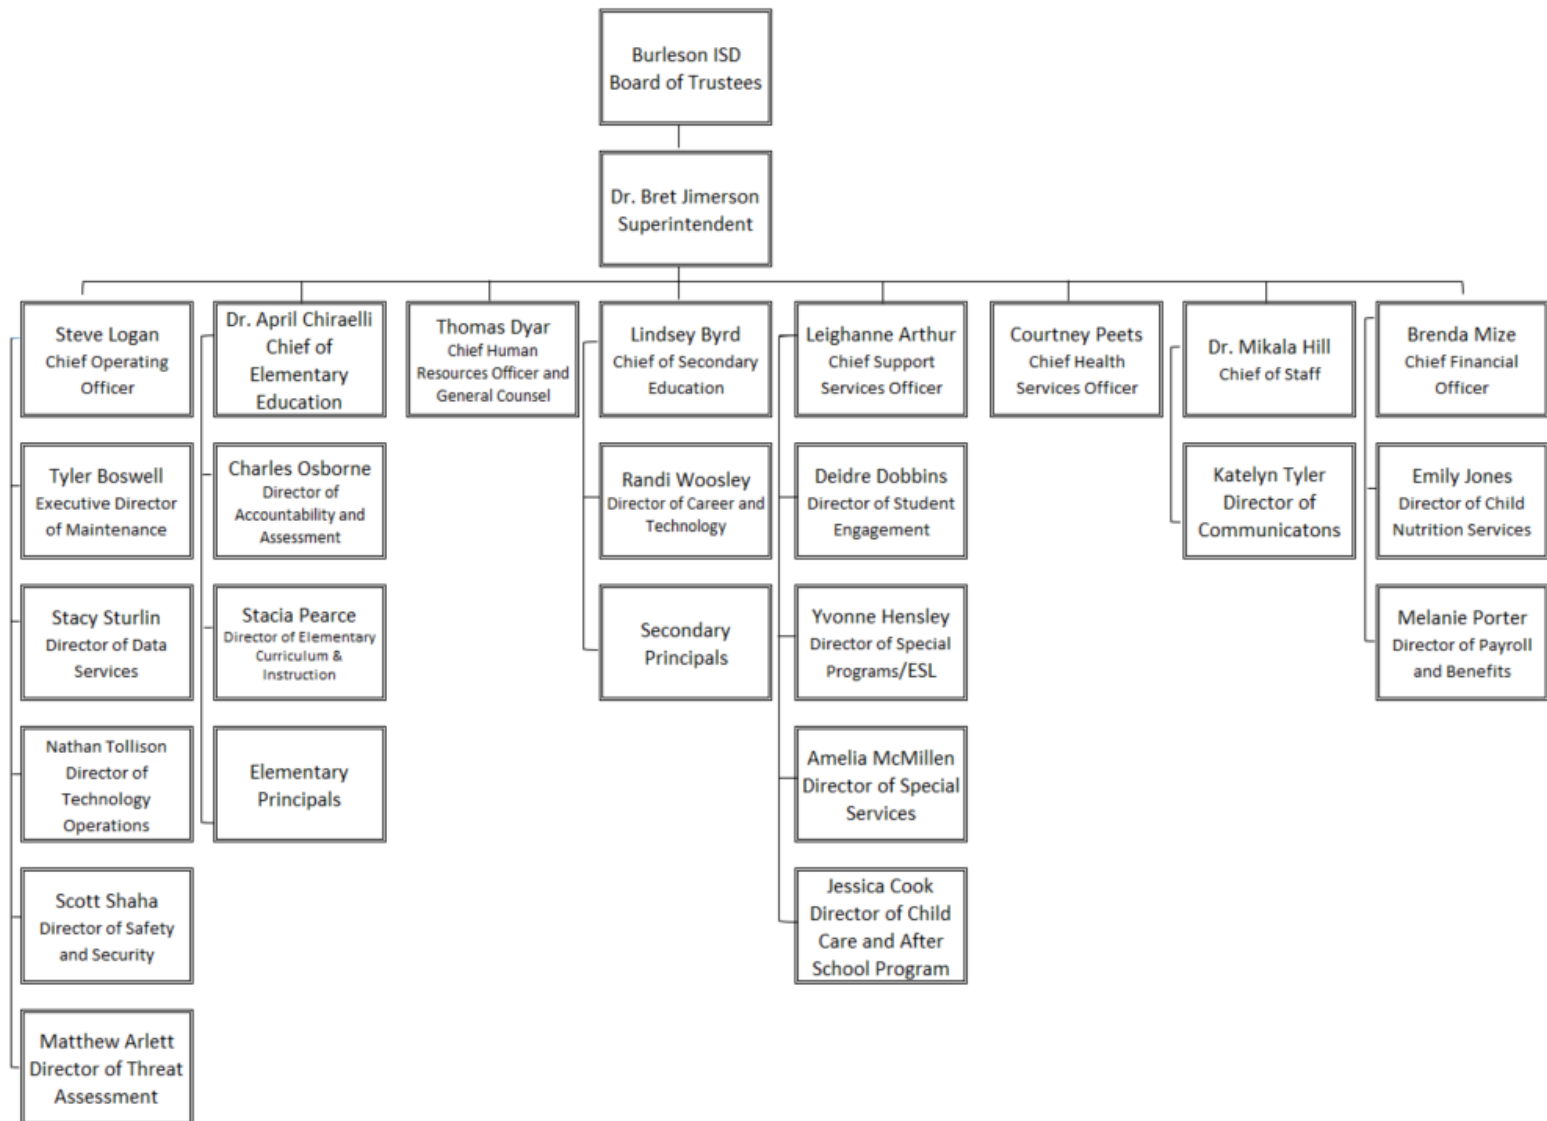 Burleson ISD
Board of Trustees
Dr. Bret Jimerson
Superintendent
Steve Logan
Chief Operating
Officer
Dr. April Chiraelli
Chief of
Elementary
Education
Thomas Dyar
Chief Human
Resources Officer and
General Counsel
Lindsey Byrd
Chief of Secondary
Education
Leighanne Arthur
Chief Support
Services Officer
Courtney Peets
Chief Health
Services Officer
Dr. Mikala Hill
Chief of Staff
Brenda Mize
Chief Financial
Officer
Tyler Boswell
Executive Director
of Maintenance
Charles Osborne
Director of
Accountability and
Assessment
Randi Woosley
Director of Career and
Technology
Deidre Dobbins
Director of Student
Engagement
Katelyn Tyler
Director of
Communicatons
Emily Jones
Director of Child
Nutrition Services
Stacy Sturlin
Director of Data
Services
Stacia Pearce
Director of Elementary
Curriculum &
Instruction
Secondary
Principals
Yvonne Hensley
Director of Special
Programs/ESL
Melanie Porter
Director of Payroll
and Benefits
Nathan Tollison
Director of
Technology
Operations
Elementary
Principals
Amelia McMillen
Director of Special
Services
Scott Shaha
Director of Safety
and Security
Jessica Cook
Director of Child
Care and After
School Program
Matthew Arlett
Director of Threat
Assessment